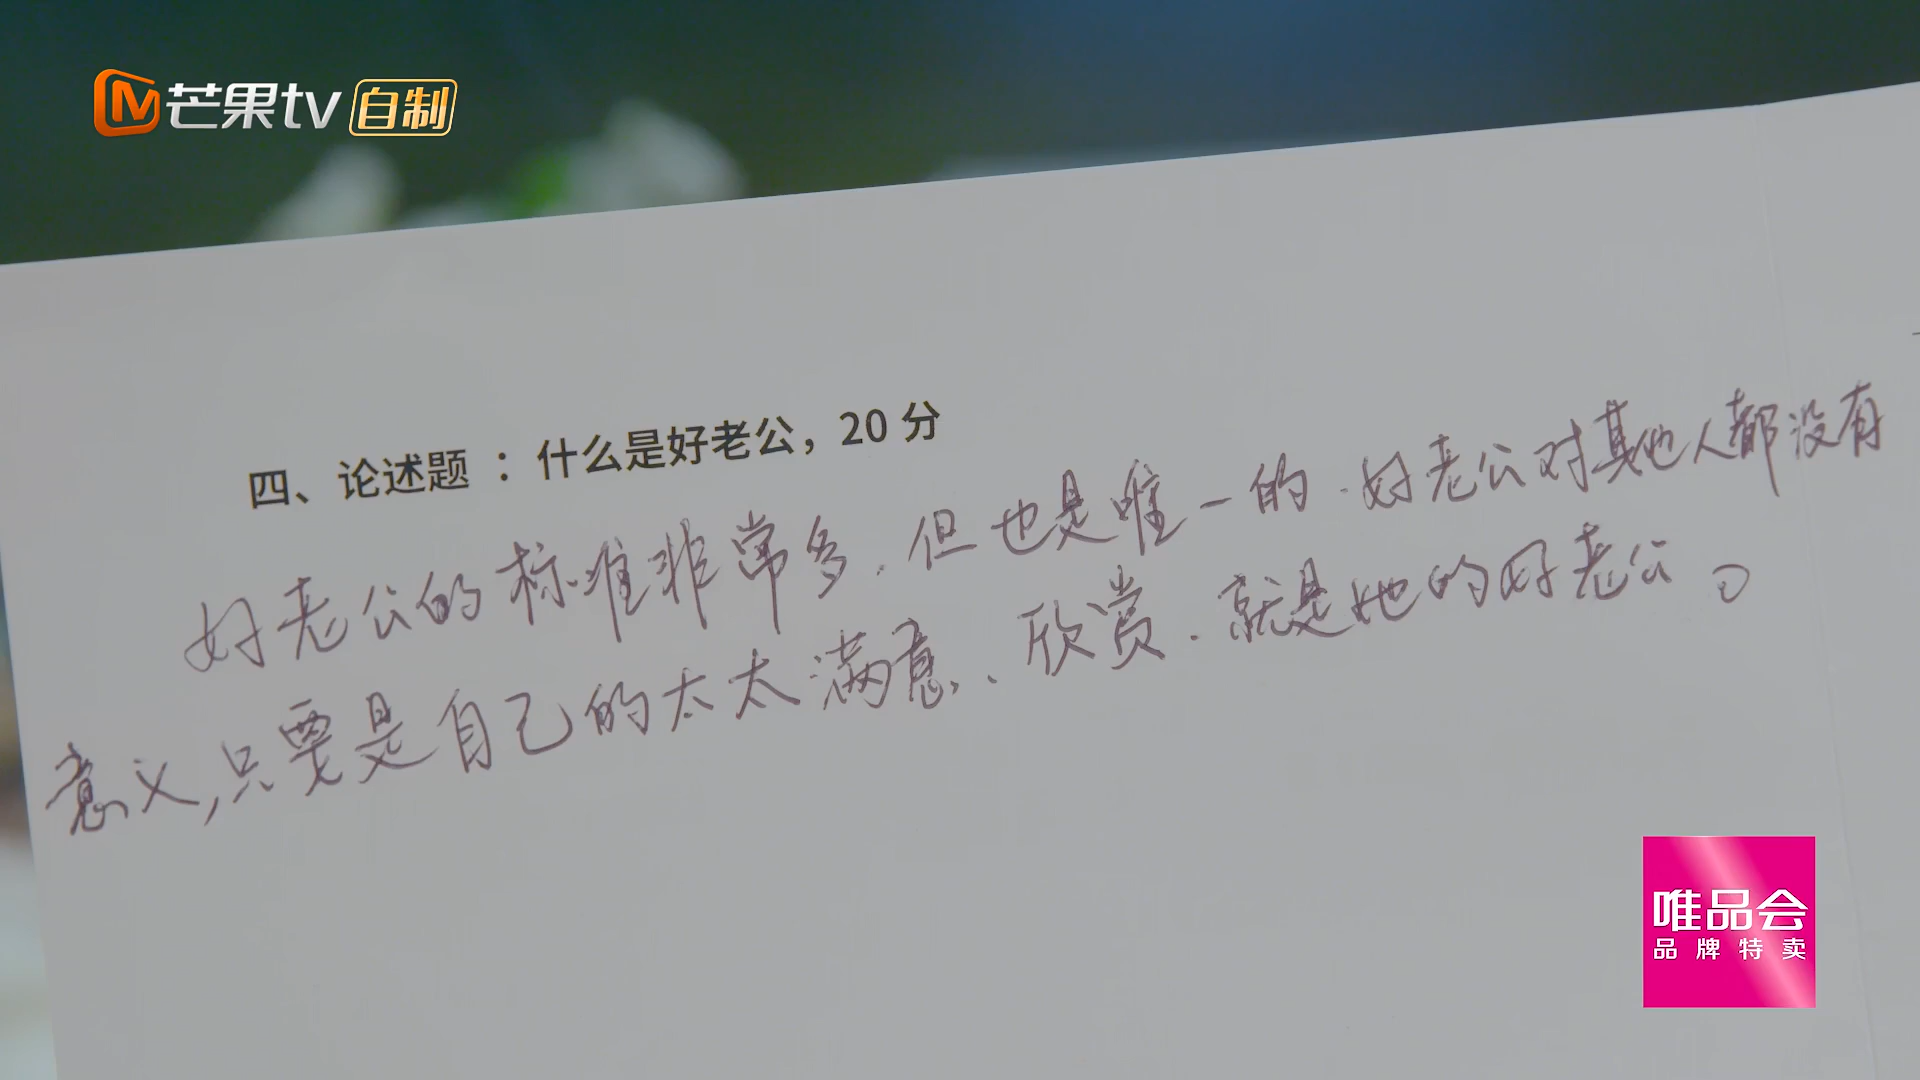 芒果tv 自制
四、论述题 ：什么是好老公，20 分
好老公的标准非常多.但也是唯一的.好老公对其他人都没有
意义,只要是自己的太太满意、欣赏.就是她的好老公。
唯品会
品牌特卖